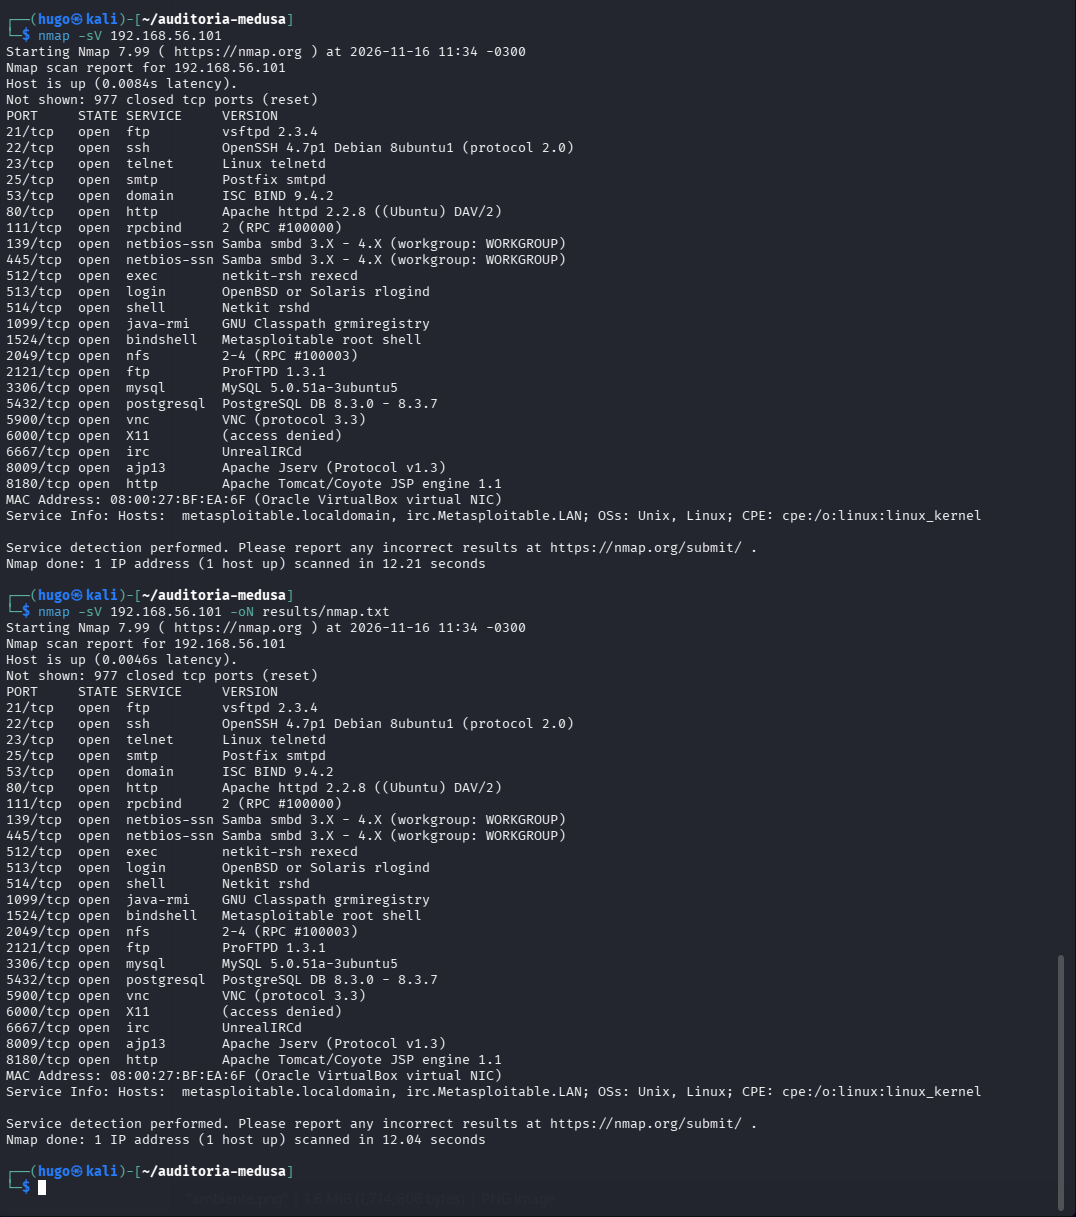 ┌──(hugo㉿kali)-[~/auditoria-medusa]
└─$ nmap -sV 192.168.56.101
Starting Nmap 7.99 ( https://nmap.org ) at 2026-11-16 11:34 -0300
Nmap scan report for 192.168.56.101
Host is up (0.0084s latency).
Not shown: 977 closed tcp ports (reset)
PORT     STATE SERVICE     VERSION
21/tcp   open  ftp         vsftpd 2.3.4
22/tcp   open  ssh         OpenSSH 4.7p1 Debian 8ubuntu1 (protocol 2.0)
23/tcp   open  telnet      Linux telnetd
25/tcp   open  smtp        Postfix smtpd
53/tcp   open  domain      ISC BIND 9.4.2
80/tcp   open  http        Apache httpd 2.2.8 ((Ubuntu) DAV/2)
111/tcp  open  rpcbind     2 (RPC #100000)
139/tcp  open  netbios-ssn Samba smbd 3.X - 4.X (workgroup: WORKGROUP)
445/tcp  open  netbios-ssn Samba smbd 3.X - 4.X (workgroup: WORKGROUP)
512/tcp  open  exec        netkit-rsh rexecd
513/tcp  open  login       OpenBSD or Solaris rlogind
514/tcp  open  shell       Netkit rshd
1099/tcp open  java-rmi    GNU Classpath grmiregistry
1524/tcp open  bindshell   Metasploitable root shell
2049/tcp open  nfs         2-4 (RPC #100003)
2121/tcp open  ftp         ProFTPD 1.3.1
3306/tcp open  mysql       MySQL 5.0.51a-3ubuntu5
5432/tcp open  postgresql  PostgreSQL DB 8.3.0 - 8.3.7
5900/tcp open  vnc         VNC (protocol 3.3)
6000/tcp open  X11         (access denied)
6667/tcp open  irc         UnrealIRCd
8009/tcp open  ajp13       Apache Jserv (Protocol v1.3)
8180/tcp open  http        Apache Tomcat/Coyote JSP engine 1.1
MAC Address: 08:00:27:BF:EA:6F (Oracle VirtualBox virtual NIC)
Service Info: Hosts:  metasploitable.localdomain, irc.Metasploitable.LAN; OSs: Unix, Linux; CPE: cpe:/o:linux:linux_kernel

Service detection performed. Please report any incorrect results at https://nmap.org/submit/ .
Nmap done: 1 IP address (1 host up) scanned in 12.21 seconds

┌──(hugo㉿kali)-[~/auditoria-medusa]
└─$ nmap -sV 192.168.56.101 -oN results/nmap.txt
Starting Nmap 7.99 ( https://nmap.org ) at 2026-11-16 11:34 -0300
Nmap scan report for 192.168.56.101
Host is up (0.0046s latency).
Not shown: 977 closed tcp ports (reset)
PORT     STATE SERVICE     VERSION
21/tcp   open  ftp         vsftpd 2.3.4
22/tcp   open  ssh         OpenSSH 4.7p1 Debian 8ubuntu1 (protocol 2.0)
23/tcp   open  telnet      Linux telnetd
25/tcp   open  smtp        Postfix smtpd
53/tcp   open  domain      ISC BIND 9.4.2
80/tcp   open  http        Apache httpd 2.2.8 ((Ubuntu) DAV/2)
111/tcp  open  rpcbind     2 (RPC #100000)
139/tcp  open  netbios-ssn Samba smbd 3.X - 4.X (workgroup: WORKGROUP)
445/tcp  open  netbios-ssn Samba smbd 3.X - 4.X (workgroup: WORKGROUP)
512/tcp  open  exec        netkit-rsh rexecd
513/tcp  open  login       OpenBSD or Solaris rlogind
514/tcp  open  shell       Netkit rshd
1099/tcp open  java-rmi    GNU Classpath grmiregistry
1524/tcp open  bindshell   Metasploitable root shell
2049/tcp open  nfs         2-4 (RPC #100003)
2121/tcp open  ftp         ProFTPD 1.3.1
3306/tcp open  mysql       MySQL 5.0.51a-3ubuntu5
5432/tcp open  postgresql  PostgreSQL DB 8.3.0 - 8.3.7
5900/tcp open  vnc         VNC (protocol 3.3)
6000/tcp open  X11         (access denied)
6667/tcp open  irc         UnrealIRCd
8009/tcp open  ajp13       Apache Jserv (Protocol v1.3)
8180/tcp open  http        Apache Tomcat/Coyote JSP engine 1.1
MAC Address: 08:00:27:BF:EA:6F (Oracle VirtualBox virtual NIC)
Service Info: Hosts:  metasploitable.localdomain, irc.Metasploitable.LAN; OSs: Unix, Linux; CPE: cpe:/o:linux:linux_kernel

Service detection performed. Please report any incorrect results at https://nmap.org/submit/ .
Nmap done: 1 IP address (1 host up) scanned in 12.04 seconds

┌──(hugo㉿kali)-[~/auditoria-medusa]
└─$